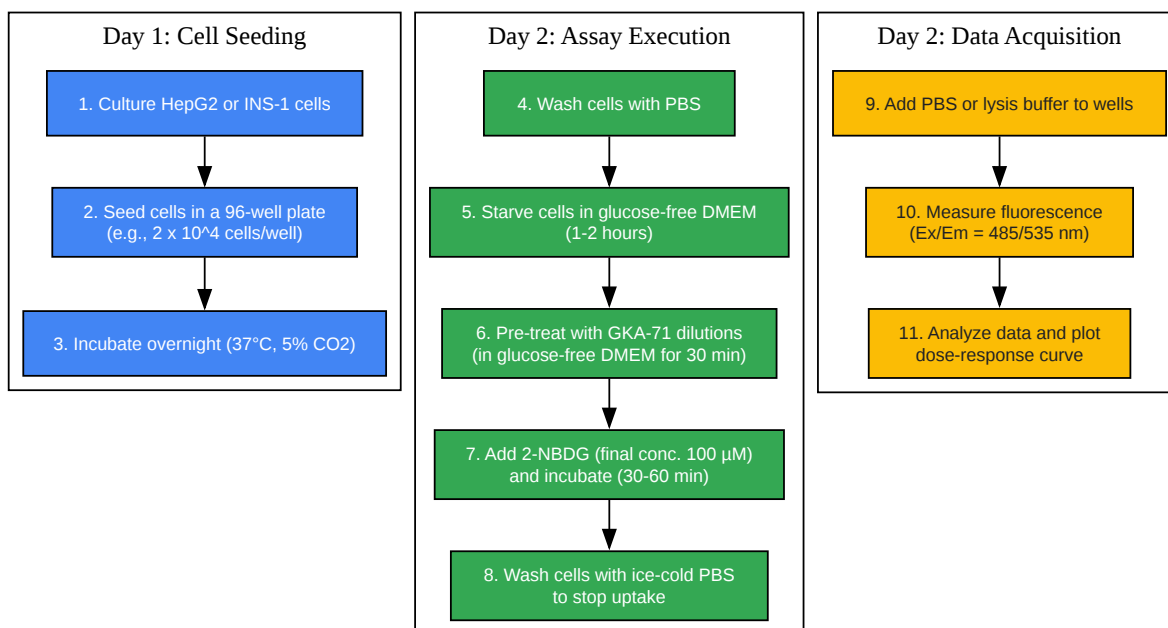 Day 1: Cell Seeding
1. Culture HepG2 or INS-1 cells
2. Seed cells in a 96-well plate
(e.g., 2 x 10^4 cells/well)
3. Incubate overnight (37°C, 5% CO2)
Day 2: Assay Execution
4. Wash cells with PBS
5. Starve cells in glucose-free DMEM
(1-2 hours)
6. Pre-treat with GKA-71 dilutions
(in glucose-free DMEM for 30 min)
7. Add 2-NBDG (final conc. 100 µM)
and incubate (30-60 min)
8. Wash cells with ice-cold PBS
to stop uptake
Day 2: Data Acquisition
9. Add PBS or lysis buffer to wells
10. Measure fluorescence
(Ex/Em = 485/535 nm)
11. Analyze data and plot
dose-response curve